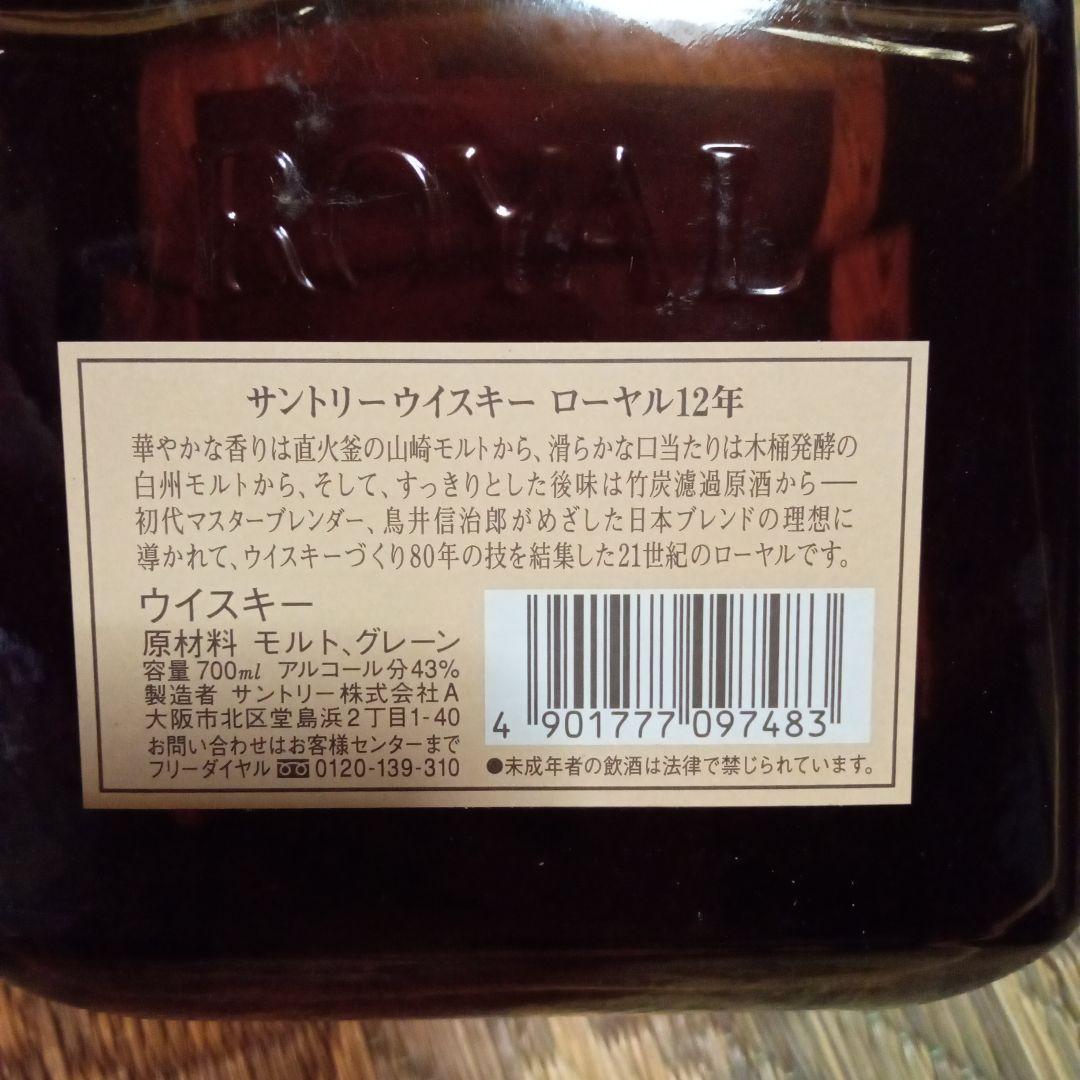 ROYAL
サントリーウイスキー ローヤル12年
華やかな香りは直火釜の山崎モルトから、滑らかな口当たりは木桶発酵の
白州モルトから、そして、すっきりとした後味は竹炭濾過原酒から──
初代マスターブレンダー、鳥井信治郎がめざした日本ブレンドの理想に
導かれて、ウイスキーづくり80年の技を結集した21世紀のローヤルです。
ウイスキー
原材料 モルト、グレーン
容量 700ml アルコール分43%
製造者 サントリー株式会社A
大阪市北区堂島浜2丁目1-40
お問い合わせはお客様センターまで
フリーダイヤル 0120-139-310
4 901777 097483
●未成年者の飲酒は法律で禁じられています。